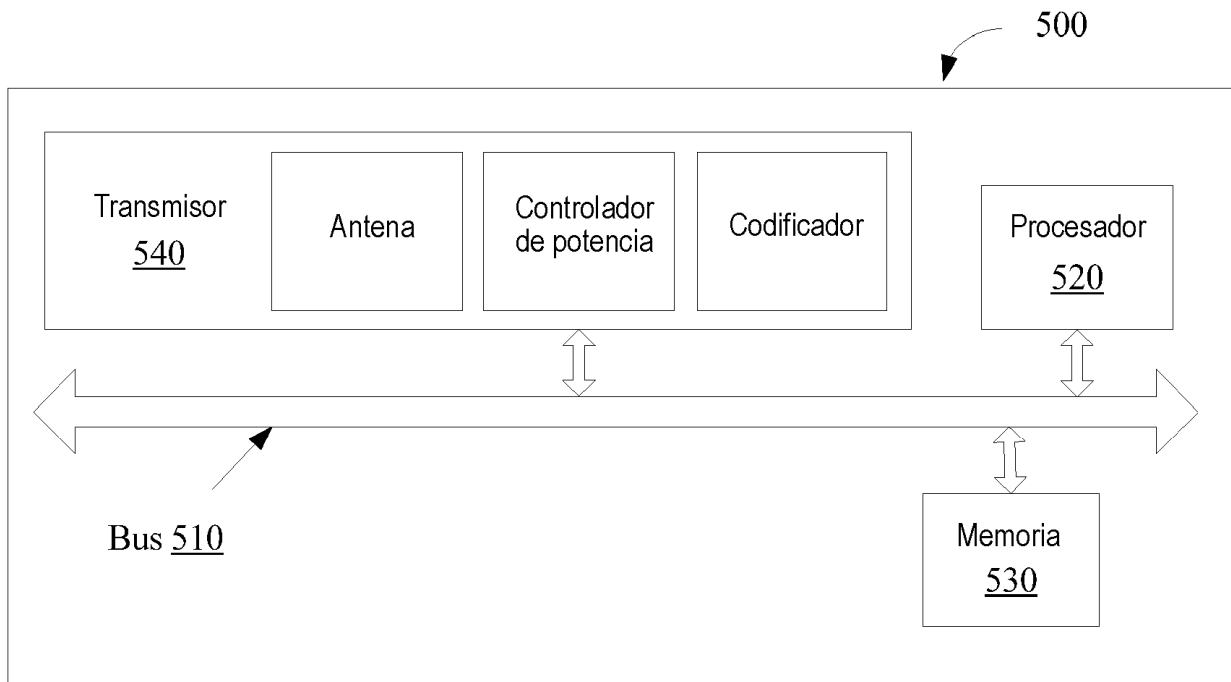 500
Transmisor
540
Antena
Controlador
de potencia
Codificador
Procesador
520
Bus 510
Memoria
530